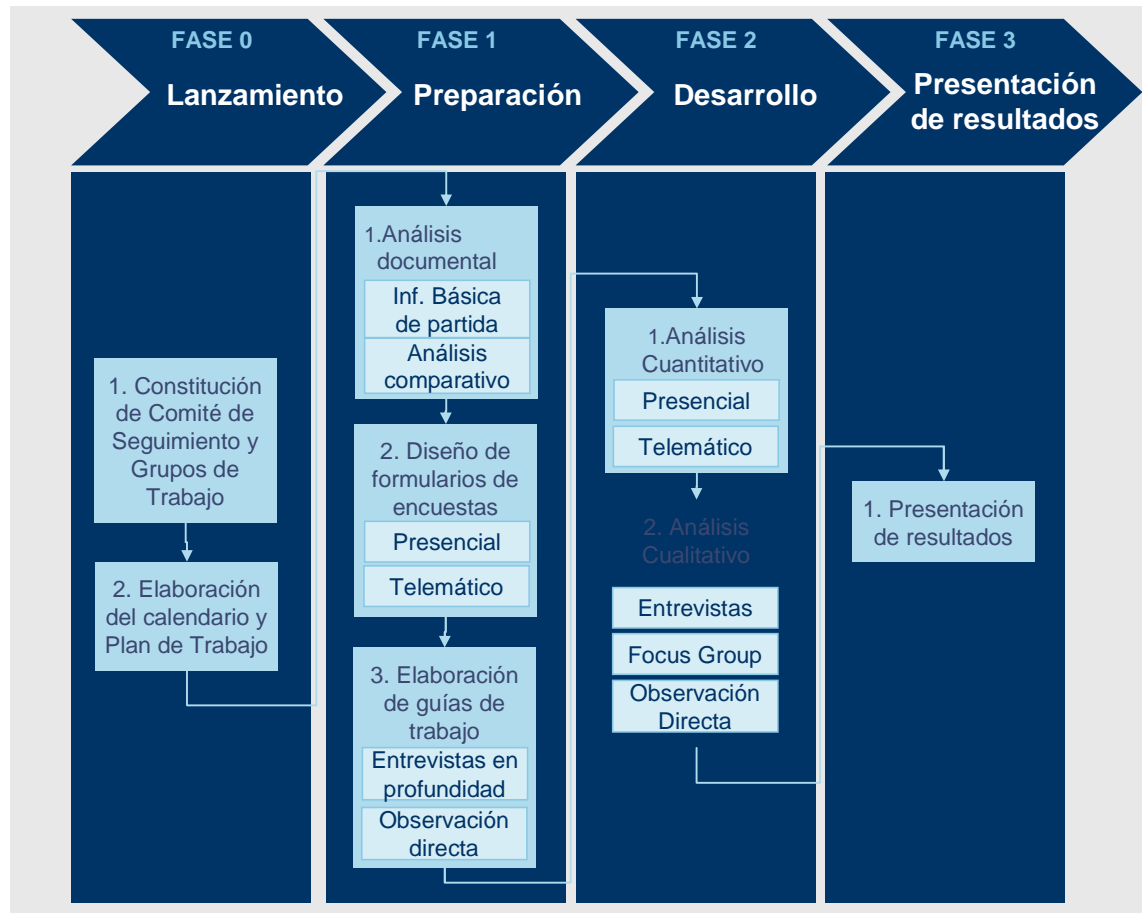 FASE 0
Lanzamiento
FASE 1
Preparación
FASE 2
Desarrollo
FASE 3
Presentación
de resultados
1. Constitución
de Comité de
Seguimiento y
Grupos de
Trabajo
2. Elaboración
del calendario y
Plan de Trabajo
1.Análisis
documental
Inf. Básica
de partida
Análisis
comparativo
2. Diseño de
formularios de
encuestas
Presencial
Telemático
3. Elaboración
de guías de
trabajo
Entrevistas en
profundidad
Observación
directa
1.Análisis
Cuantitativo
Presencial
Telemático
2. Análisis
Cualitativo
Entrevistas
Focus Group
Observación
Directa
1. Presentación
de resultados